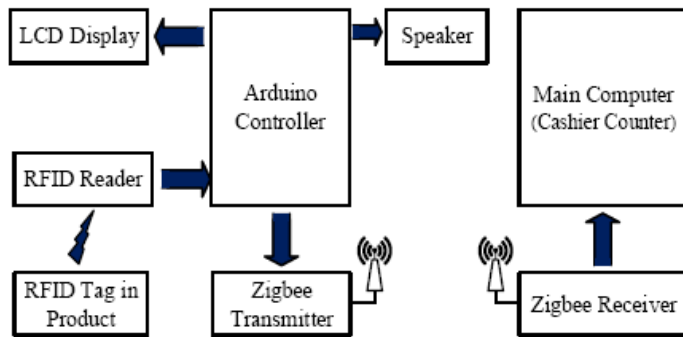 LCD Display
Arduino
Controller
Speaker
Main Computer
(Cashier Counter)
RFID Reader
RFID Tag in
Product
Zigbee
Transmitter
Zigbee Receiver